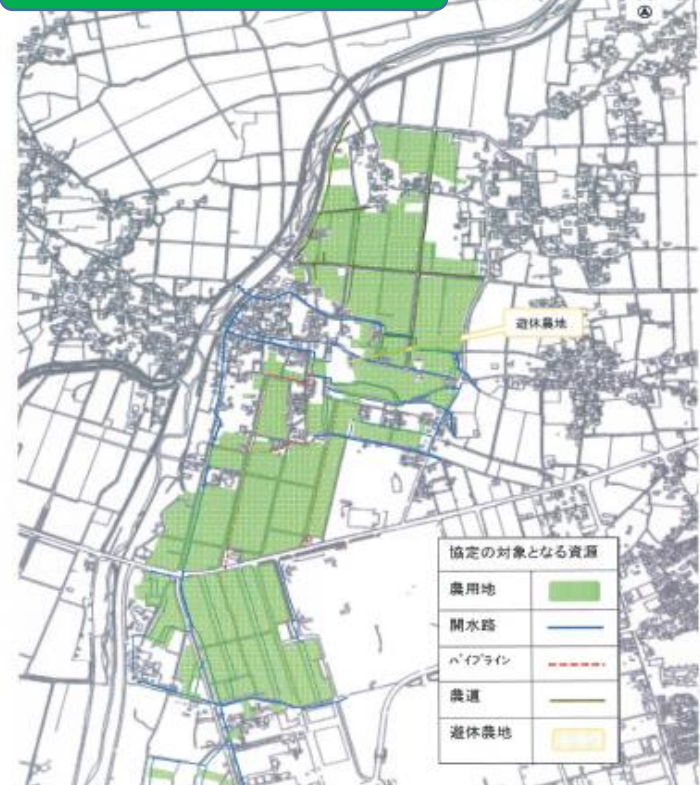 遊休農地
協定の対象となる資源
農用地
開水路
パイプライン
農道
遊休農地